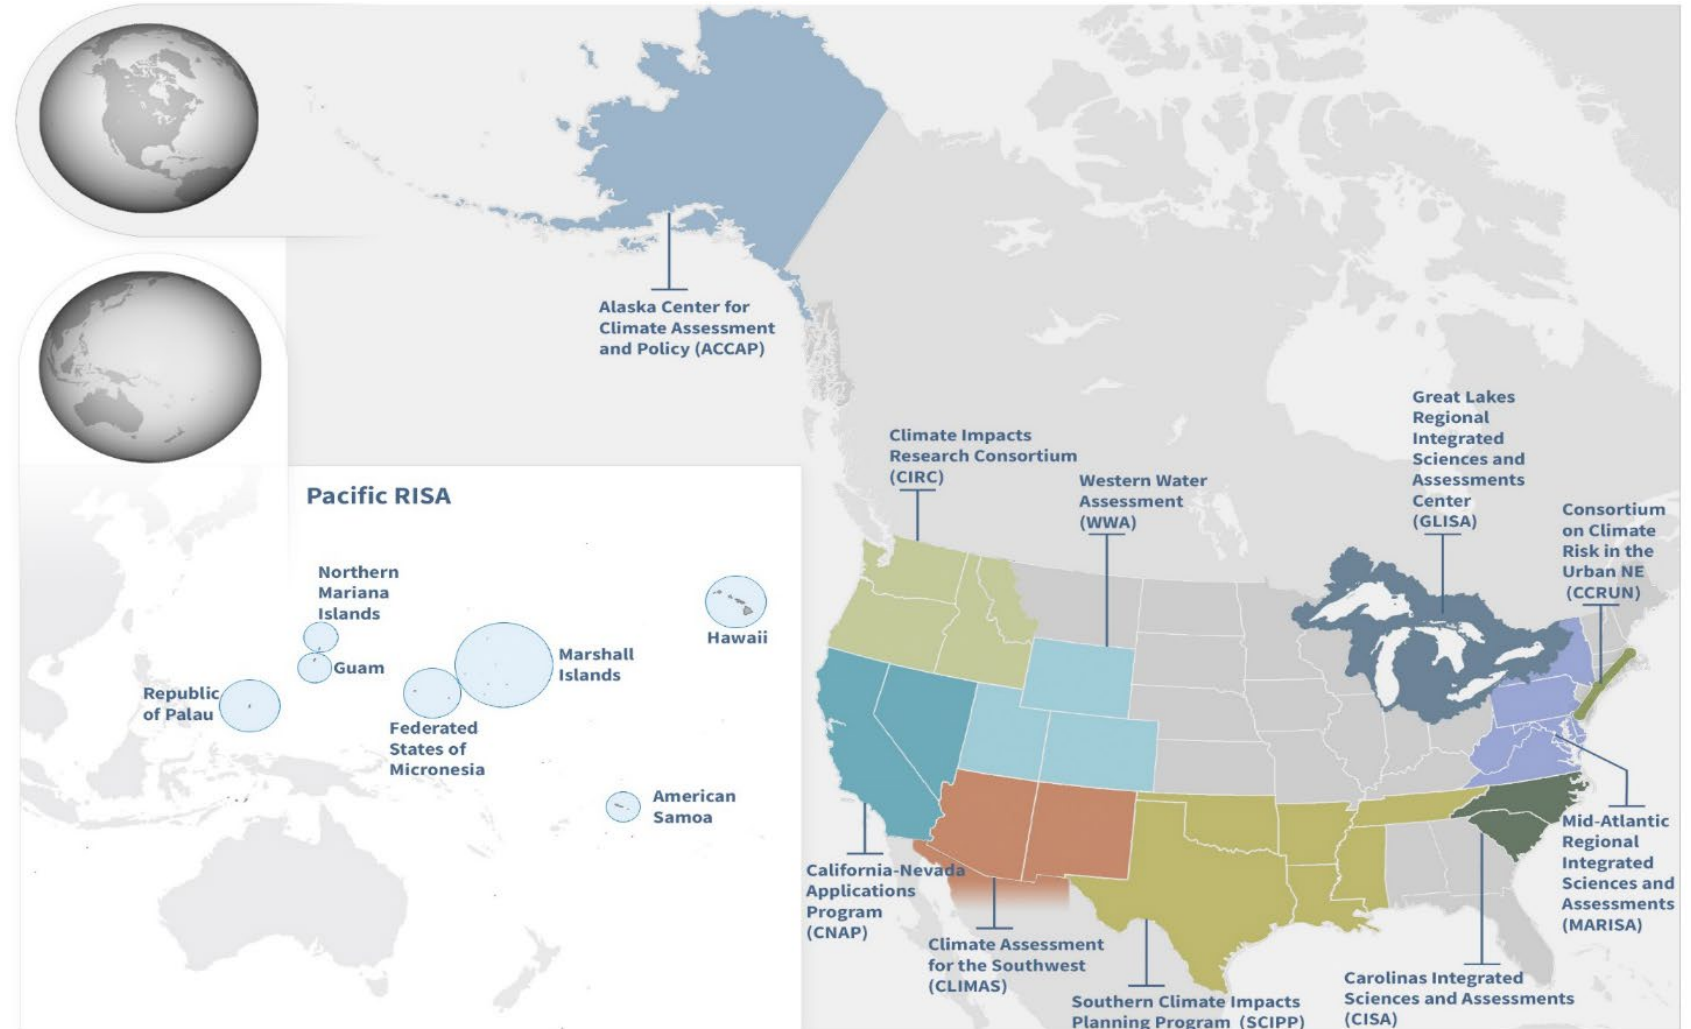 Alaska Center for
Climate Assessment
and Policy (ACCAP)
Great Lakes
Regional
Integrated
Sciences and
Assessments
Center
(GLISA)
Climate Impacts
Research Consortium
(CIRC)
Western Water
Assessment
(WWA)
Consortium
on Climate
Risk in the
Urban NE
(CCRUN)
Pacific RISA
Northern
Mariana
Islands
Guam
Hawaii
Marshall
Islands
Republic
of Palau
Federated
States of
Micronesia
American
Samoa
California-Nevada
Applications
Program
(CNAP)
Climate Assessment
for the Southwest
(CLIMAS)
Southern Climate Impacts
Planning Program (SCIPP)
Mid-Atlantic
Regional
Integrated
Sciences and
Assessments
(MARISA)
Carolinas Integrated
Sciences and Assessments
(CISA)